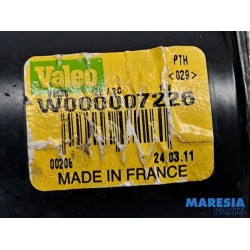 Valeo
PTH
<029>
W000007226
00206
24.03.11
MADE IN FRANCE
MARESIA